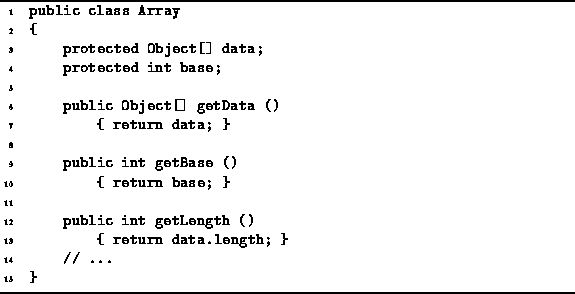 1 public class Array
2 {
3     protected Object[] data;
4     protected int base;
5
6     public Object[] getData ()
7         { return data; }
8
9     public int getBase ()
10         { return base; }
11
12     public int getLength ()
13         { return data.length; }
14     // ...
15 }